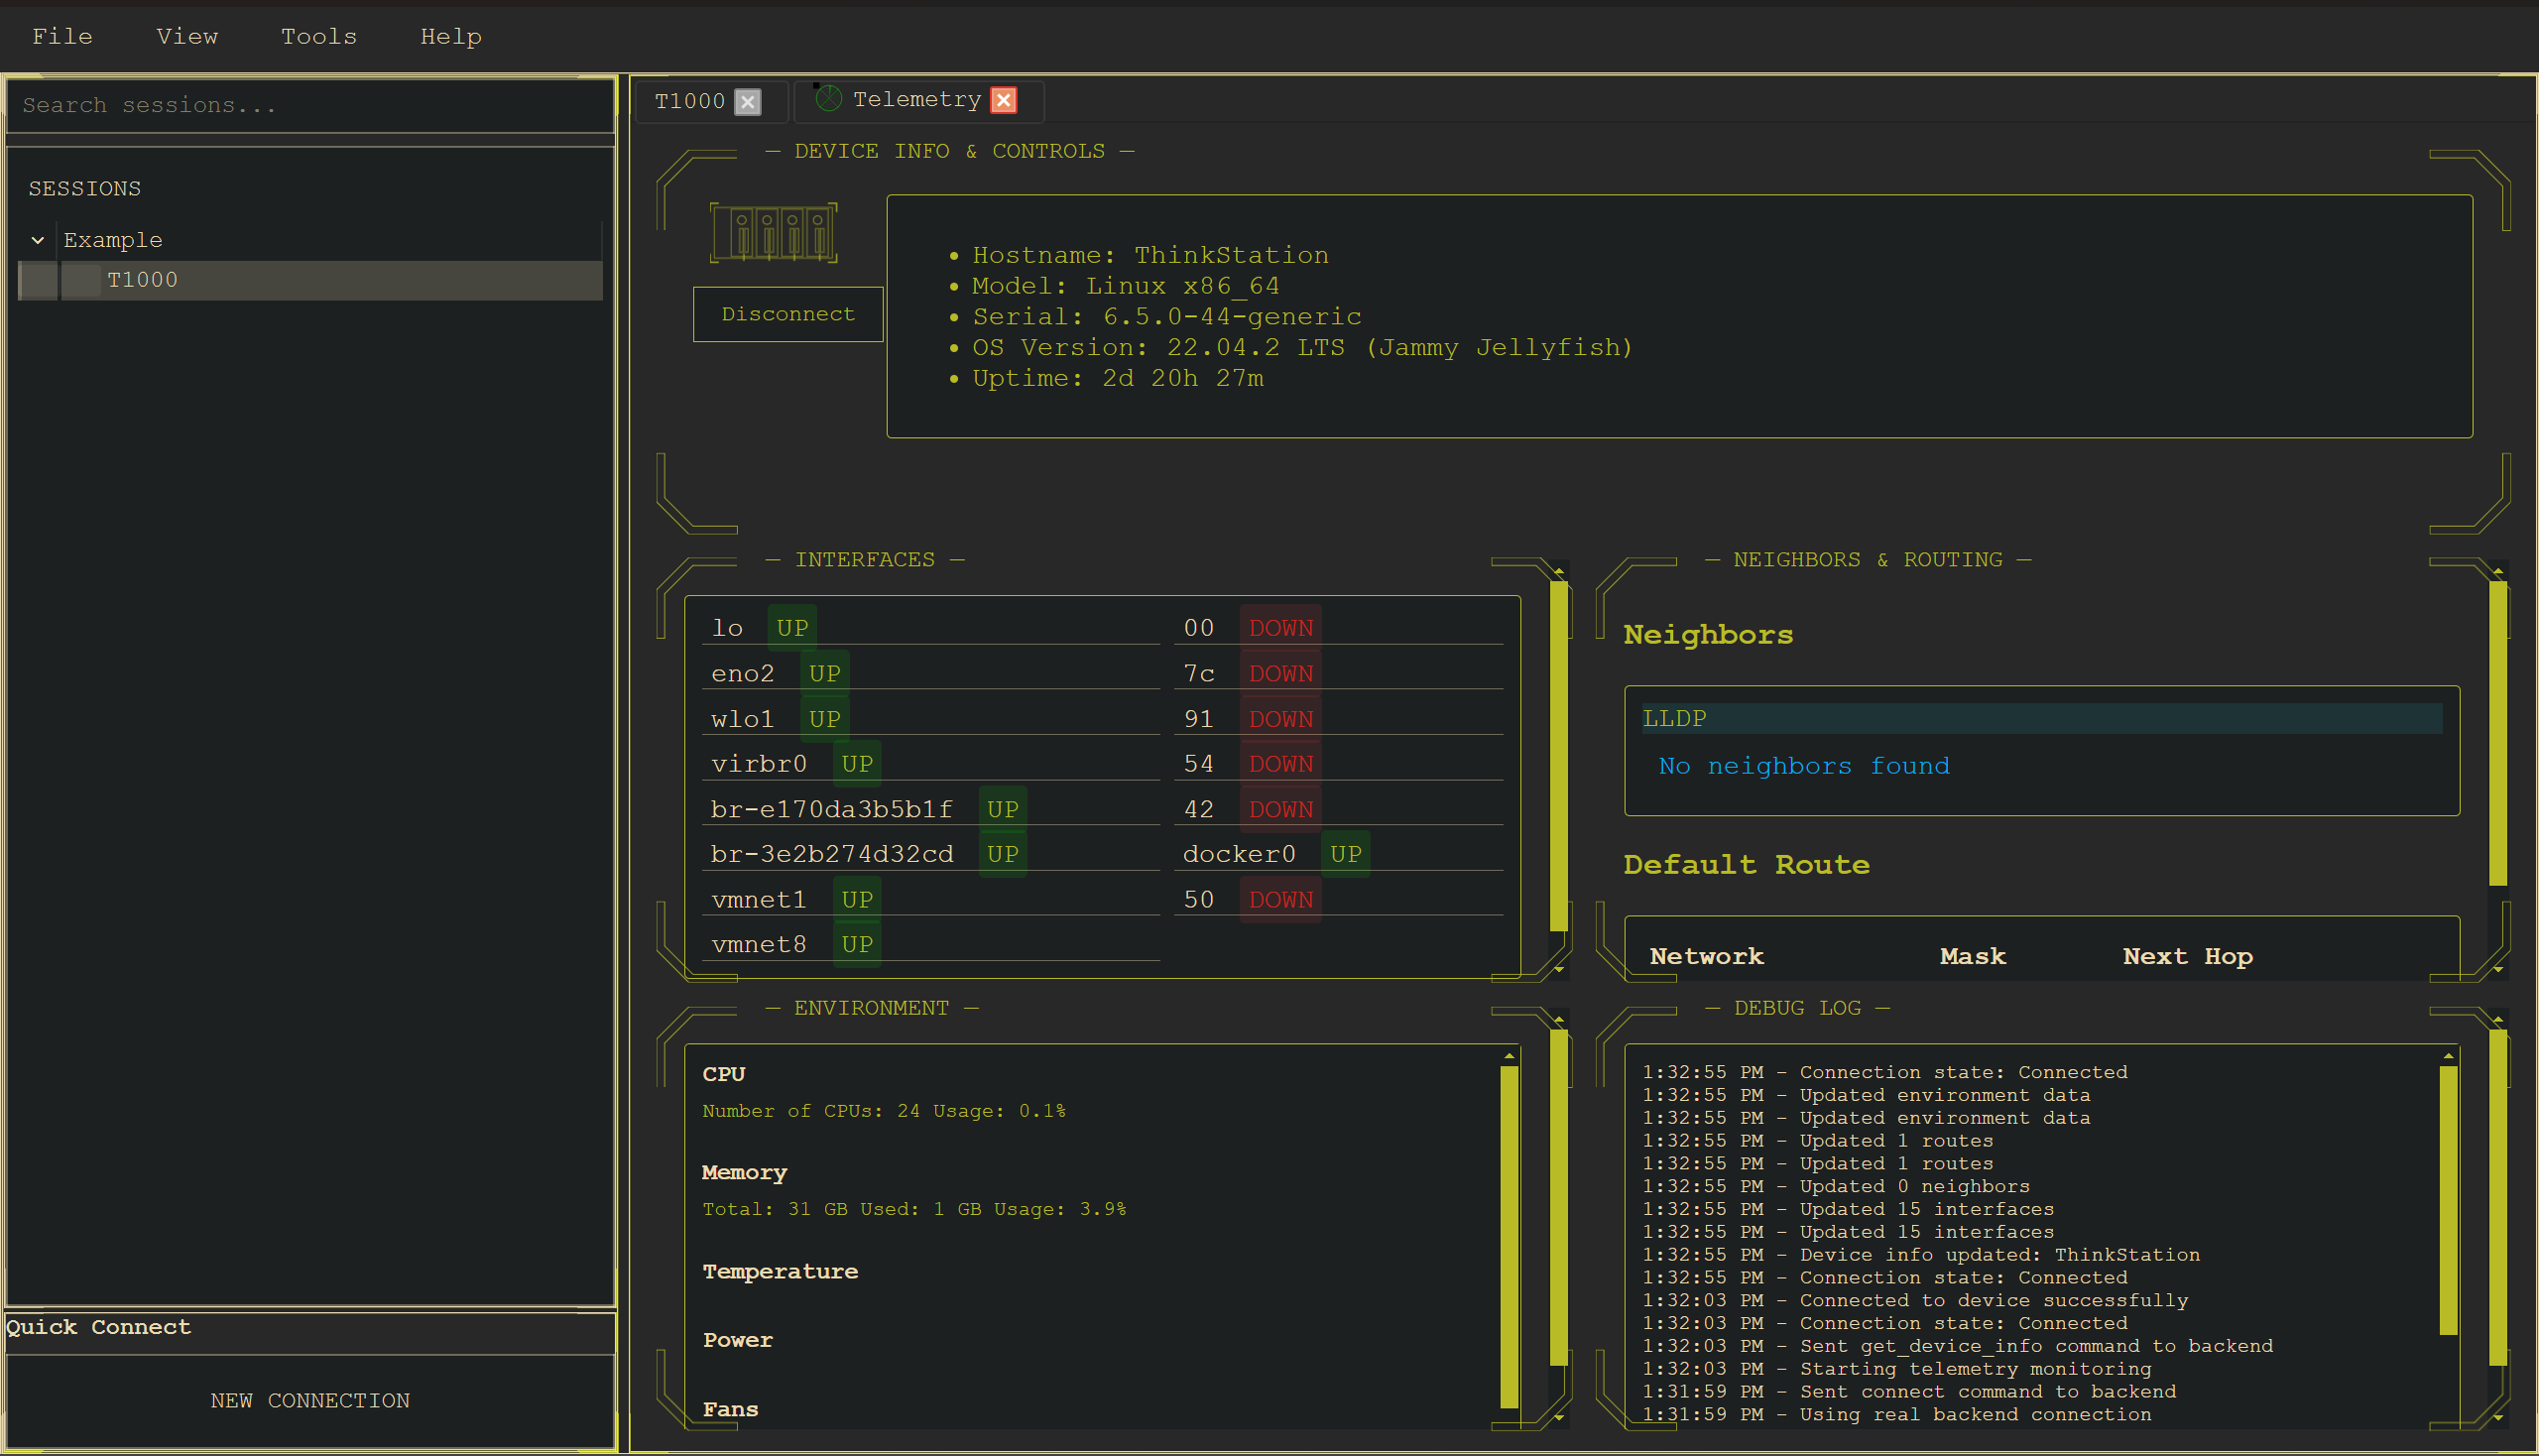 File View Tools Help
Search sessions...
SESSIONS
Example
T1000
Quick Connect
NEW CONNECTION
T1000 Telemetry
— DEVICE INFO & CONTROLS —
Disconnect
• Hostname: ThinkStation
• Model: Linux x86_64
• Serial: 6.5.0-44-generic
• OS Version: 22.04.2 LTS (Jammy Jellyfish)
• Uptime: 2d 20h 27m
— INTERFACES —
lo UP
eno2 UP
wlo1 UP
virbr0 UP
br-e170da3b5b1f UP
br-3e2b274d32cd UP
vmnet1 UP
vmnet8 UP
00 DOWN
7c DOWN
91 DOWN
54 DOWN
42 DOWN
docker0 UP
50 DOWN
— NEIGHBORS & ROUTING —
Neighbors
LLDP
No neighbors found
Default Route
Network Mask Next Hop
— ENVIRONMENT —
CPU
Number of CPUs: 24 Usage: 0.1%
Memory
Total: 31 GB Used: 1 GB Usage: 3.9%
Temperature
Power
Fans
— DEBUG LOG —
1:32:55 PM - Connection state: Connected
1:32:55 PM - Updated environment data
1:32:55 PM - Updated environment data
1:32:55 PM - Updated 1 routes
1:32:55 PM - Updated 1 routes
1:32:55 PM - Updated 0 neighbors
1:32:55 PM - Updated 15 interfaces
1:32:55 PM - Updated 15 interfaces
1:32:55 PM - Device info updated: ThinkStation
1:32:55 PM - Connection state: Connected
1:32:03 PM - Connected to device successfully
1:32:03 PM - Connection state: Connected
1:32:03 PM - Sent get_device_info command to backend
1:32:03 PM - Starting telemetry monitoring
1:31:59 PM - Sent connect command to backend
1:31:59 PM - Using real backend connection